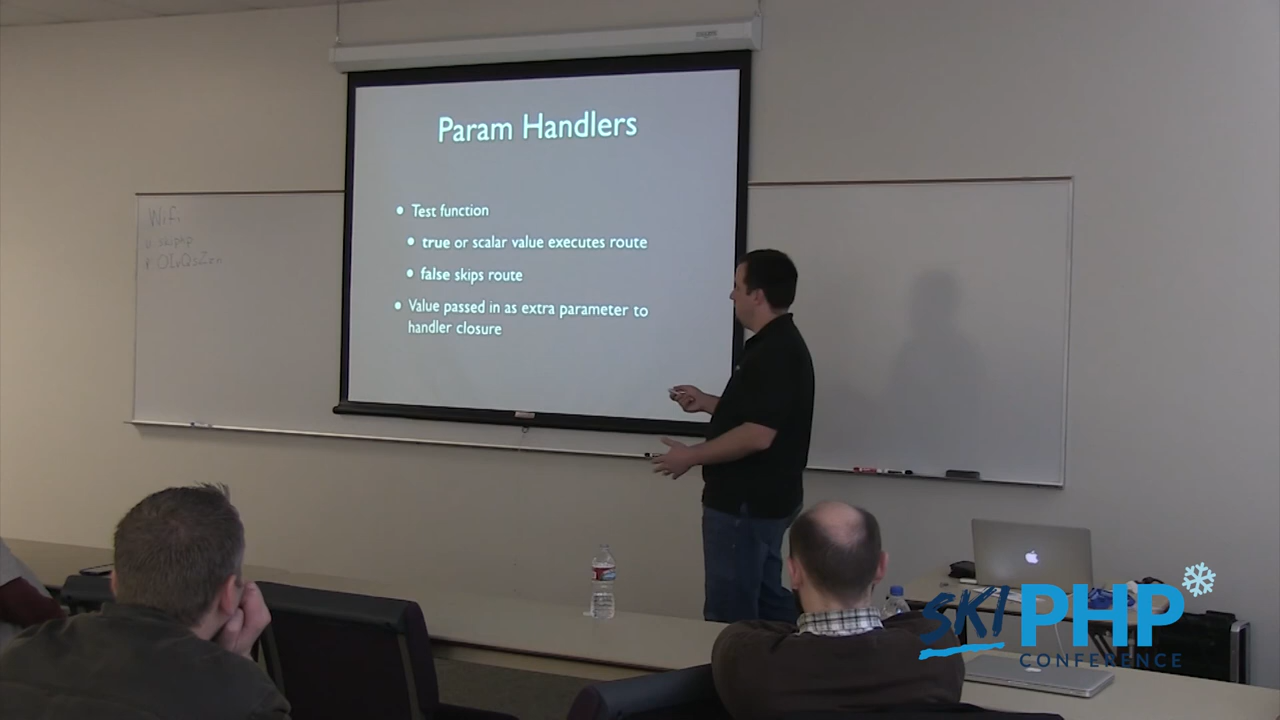 Param Handlers
• Test function
• true or scalar value executes route
• false skips route
• Value passed in as extra parameter to
handler closure
Wifi
skiphp
SKI PHP
CONFERENCE